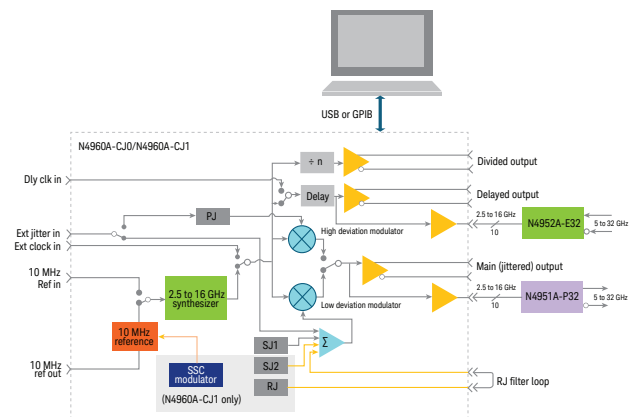 USB or GPIB
N4960A-CJ0/N4960A-CJ1
÷ n
Divided output
Dly clk in
Delay
Delayed output
PJ
2.5 to 16 GHz
10
N4952A-E32
5 to 32 GHz
Ext jitter in
High deviation modulator
Ext clock in
10 MHz
Ref in
Main (jittered) output
2.5 to 16 GHz
synthesizer
2.5 to 16 GHz
10
N4951A-P32
5 to 32 GHz
Low deviation modulator
10 MHz
reference
SJ1
Σ
10 MHz
ref out
SSC
modulator
SJ2
RJ
RJ filter loop
(N4960A-CJ1 only)